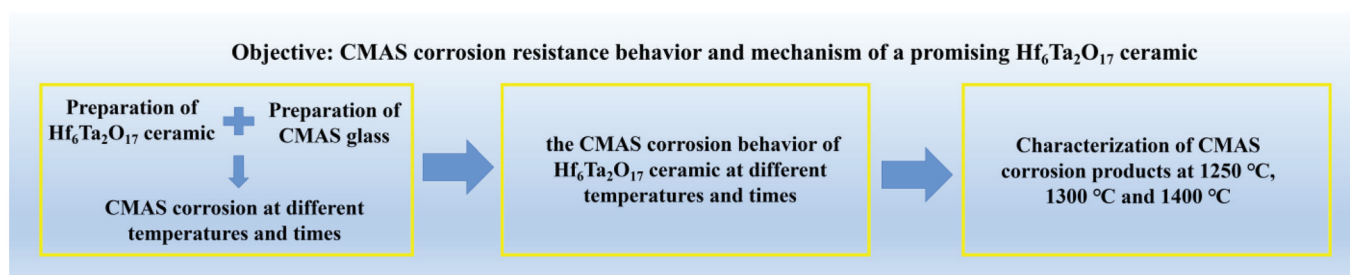 Objective: CMAS corrosion resistance behavior and mechanism of a promising Hf₆Ta₂O₁₇ ceramic
Preparation of
Hf₆Ta₂O₁₇ ceramic
Preparation of
CMAS glass
CMAS corrosion at different
temperatures and times
the CMAS corrosion behavior of
Hf₆Ta₂O₁₇ ceramic at different
temperatures and times
Characterization of CMAS
corrosion products at 1250 ℃,
1300 ℃ and 1400 ℃